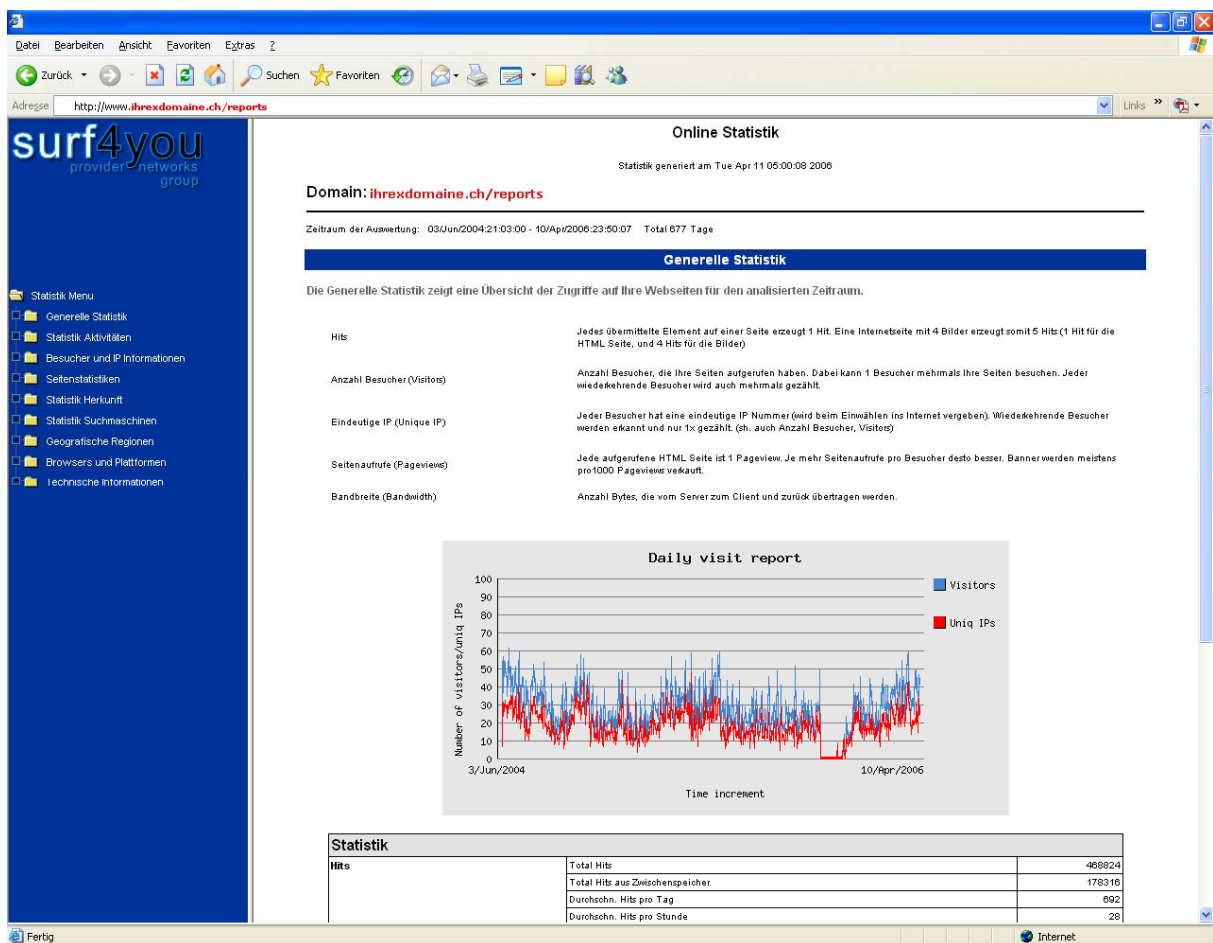 Datei Bearbeiten Ansicht Favoriten Extras ?
Zurück Suchen Favoriten
Adresse http://www.ihrexdomaine.ch/reports Links »
surf4you
provider networks
group
Statistik Menu
Generelle Statistik
Statistik Aktivitäten
Besucher und IP Informationen
Seitenstatistiken
Statistik Herkunft
Statistik Suchmaschinen
Geografische Regionen
Browsers und Plattformen
Technische Informationen
Online Statistik
Statistik generiert am Tue Apr 11 05:00:08 2006
Domain: ihrexdomaine.ch/reports
Zeitraum der Auswertung: 03/Jun/2004:21:03:00 - 10/Apr/2006:23:50:07 Total 677 Tage
Generelle Statistik
Die Generelle Statistik zeigt eine Übersicht der Zugriffe auf Ihre Webseiten für den analisierten Zeitraum.
Hits
Jedes übermittelte Element auf einer Seite erzeugt 1 Hit. Eine Internetseite mit 4 Bilder erzeugt somit 5 Hits (1 Hit für die
HTML Seite, und 4 Hits für die Bilder)
Anzahl Besucher (Visitors)
Anzahl Besucher, die Ihre Seiten aufgerufen haben. Dabei kann 1 Besucher mehrmals Ihre Seiten besuchen. Jeder
wiederkehrende Besucher wird auch mehrmals gezählt.
Eindeutige IP (Unique IP)
Jeder Besucher hat eine eindeutige IP Nummer (wird beim Einwählen ins Internet vergeben). Wiederkehrende Besucher
werden erkannt und nur 1x gezählt. (sh. auch Anzahl Besucher, Visitors)
Seitenaufrufe (Pageviews)
Jede aufgerufene HTML Seite ist 1 Pageview. Je mehr Seitenaufrufe pro Besucher desto besser. Banner werden meistens
pro1000 Pageviews verkauft.
Bandbreite (Bandwidth)
Anzahl Bytes, die vom Server zum Client und zurück übertragen werden.
Daily visit report
Number of visitors/uniq IPs
100
90
80
70
60
50
40
30
20
10
0
3/Jun/2004 10/Apr/2006
Time increment
Visitors
Uniq IPs
Statistik
Hits Total Hits 468824
Total Hits aus Zwischenspeicher 178316
Durchschn. Hits pro Tag 692
Durchschn. Hits pro Stunde 28
Fertig Internet